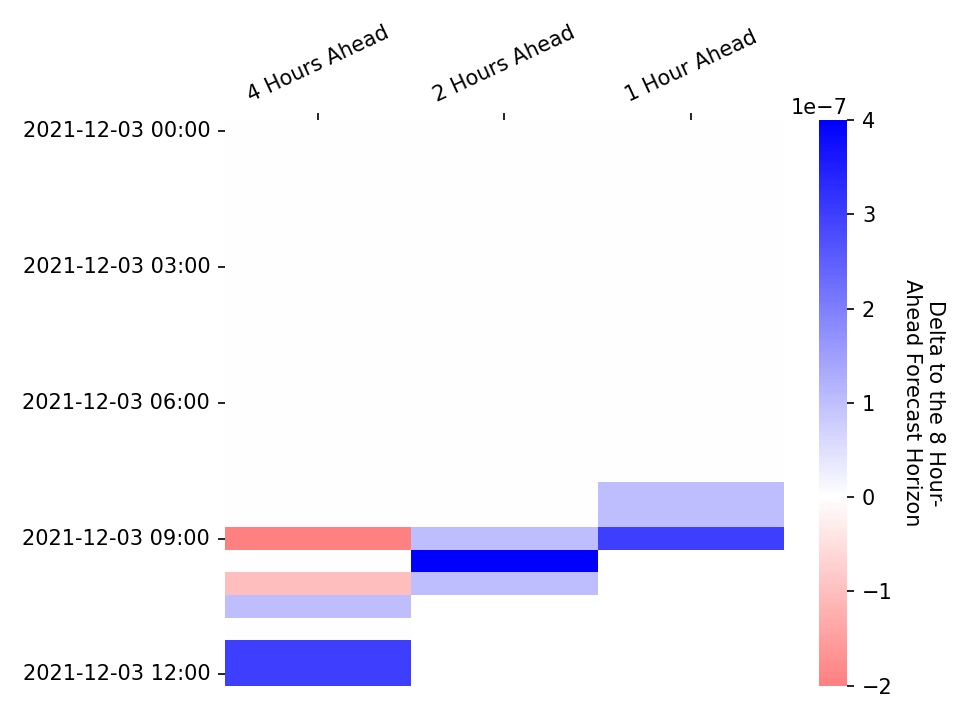 4 Hours Ahead
2 Hours Ahead
1 Hour Ahead
1e−7
2021-12-03 00:00
2021-12-03 03:00
2021-12-03 06:00
2021-12-03 09:00
2021-12-03 12:00
4
3
2
1
0
−1
−2
Delta to the 8 Hour-
Ahead Forecast Horizon